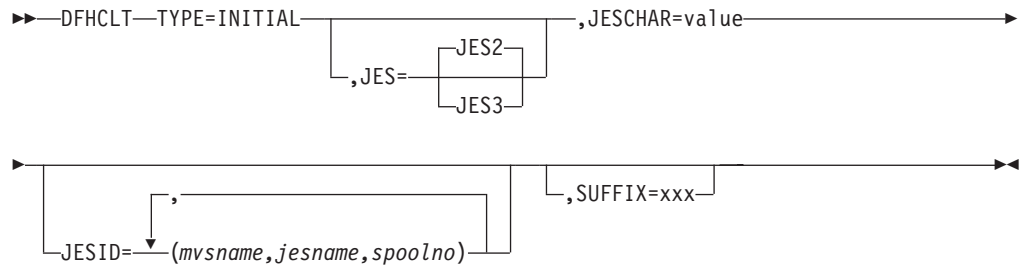 DFHCLT TYPE=INITIAL ,JESCHAR=value
,JES= JES2
JES3
,
JESID= (mvsname,jesname,spoolno)
,SUFFIX=xxx